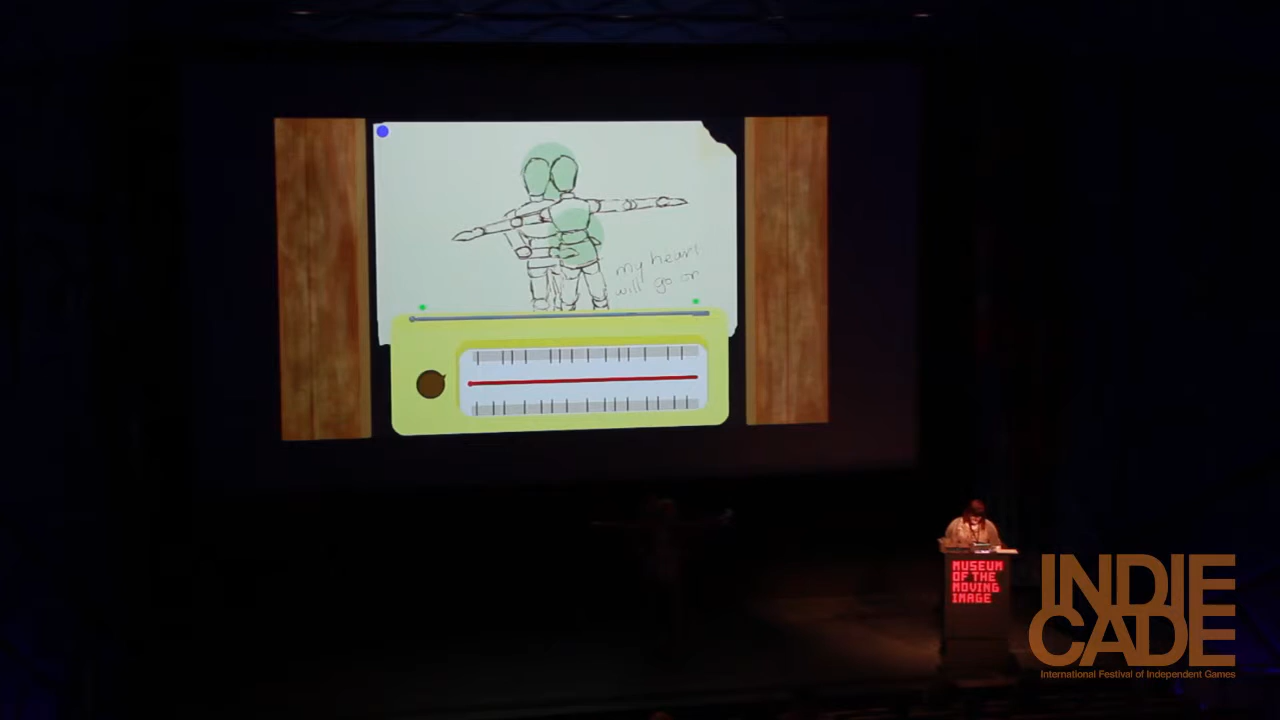 my heart
will go on
MUSEUM
OF THE
MOVING
IMAGE
INDIE
CADE
International Festival of Independent Games